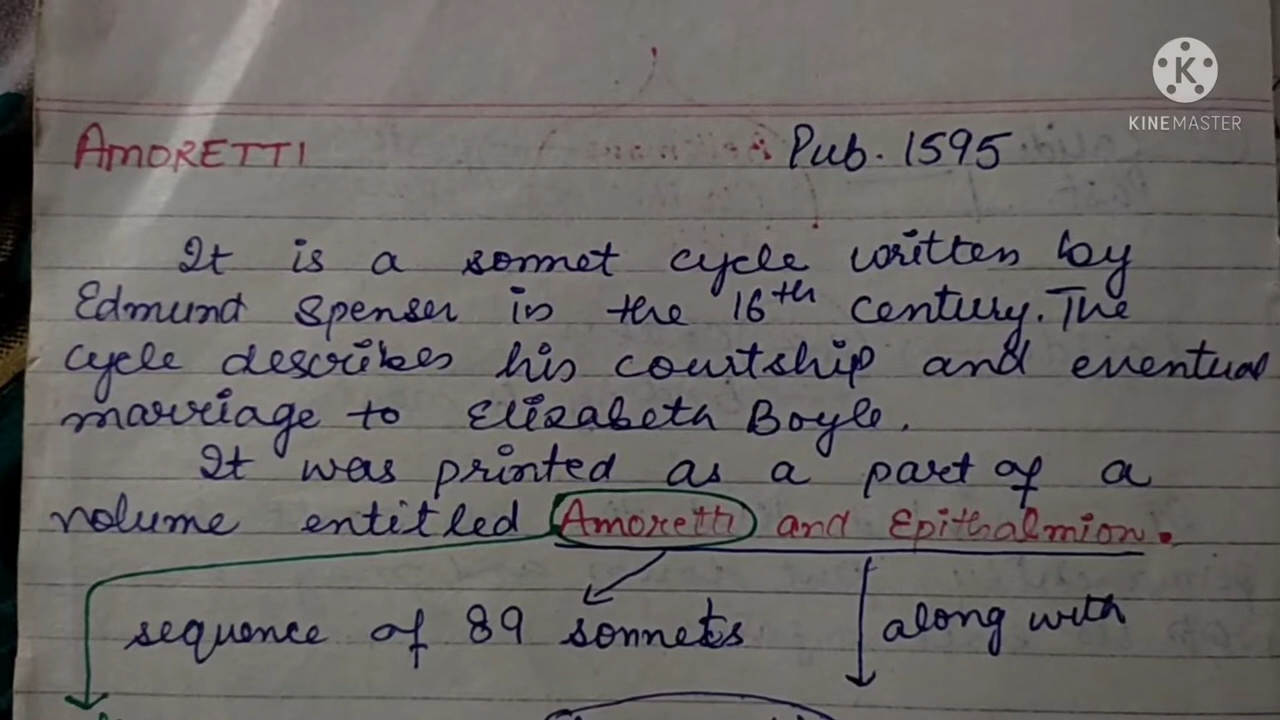 K
KINEMASTER
AMORETTI Pub. 1595
It is a sonnet cycle written by
Edmund Spenser in the 16th century. The
cycle describes his courtship and eventual
marriage to Elizabeth Boyle.
It was printed as a part of a
volume entitled Amoretti and Epithalmion.
sequence of 89 sonnets along with